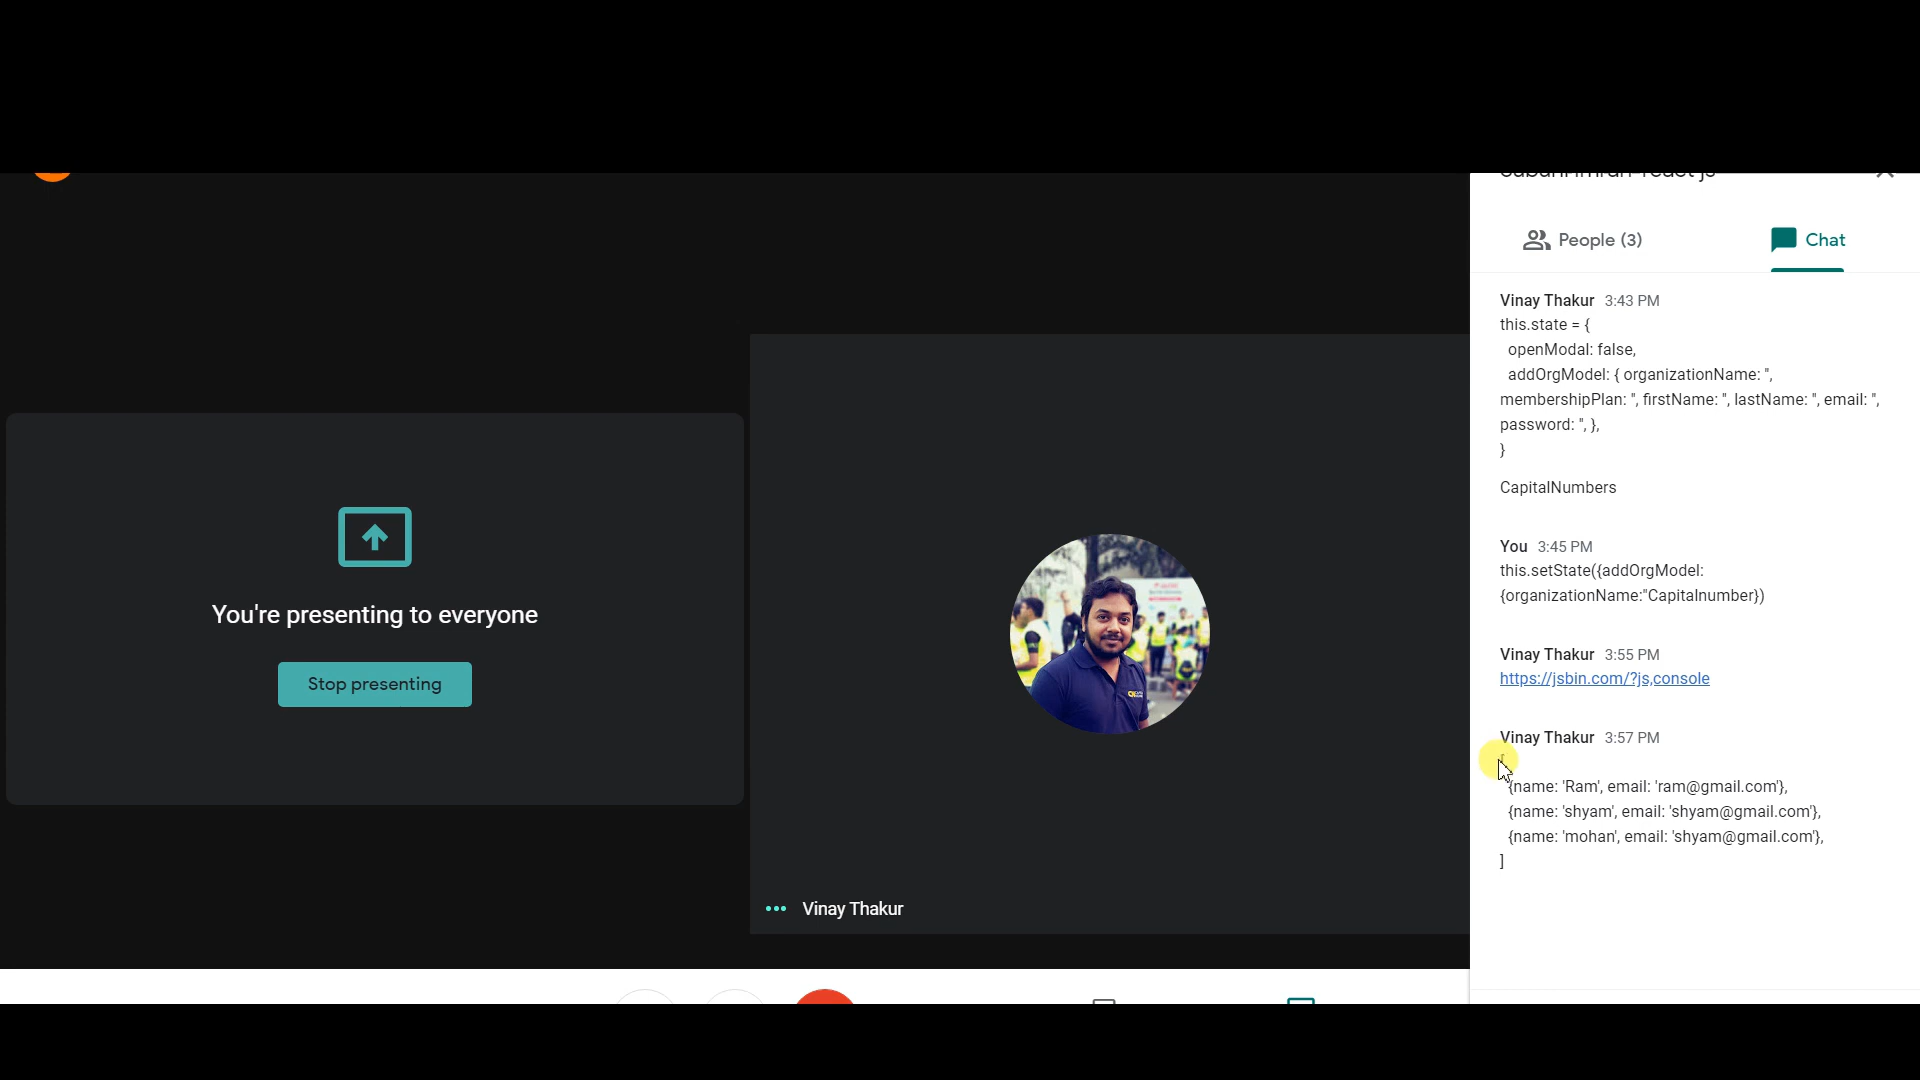 People (3)
Chat
Vinay Thakur 3:43 PM
this.state = {
openModal: false,
addOrgModel: { organizationName: '',
membershipPlan: '', firstName: '', lastName: '', email: '',
password: '', },
}
CapitalNumbers
You 3:45 PM
this.setState({addOrgModel:
{organizationName:"Capitalnumber})
Vinay Thakur 3:55 PM
https://jsbin.com/?js,console
Vinay Thakur 3:57 PM
{name: 'Ram', email: 'ram@gmail.com'},
{name: 'shyam', email: 'shyam@gmail.com'},
{name: 'mohan', email: 'shyam@gmail.com'},
]
You're presenting to everyone
Stop presenting
Vinay Thakur